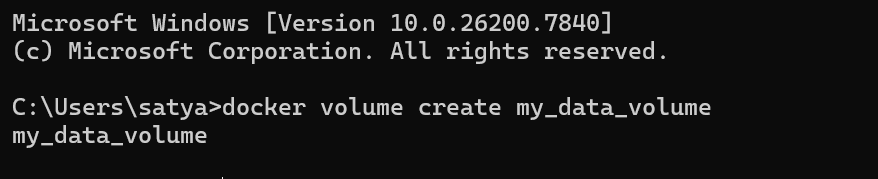 Microsoft Windows [Version 10.0.26200.7840]
(c) Microsoft Corporation. All rights reserved.
C:\Users\satya>docker volume create my_data_volume
my_data_volume